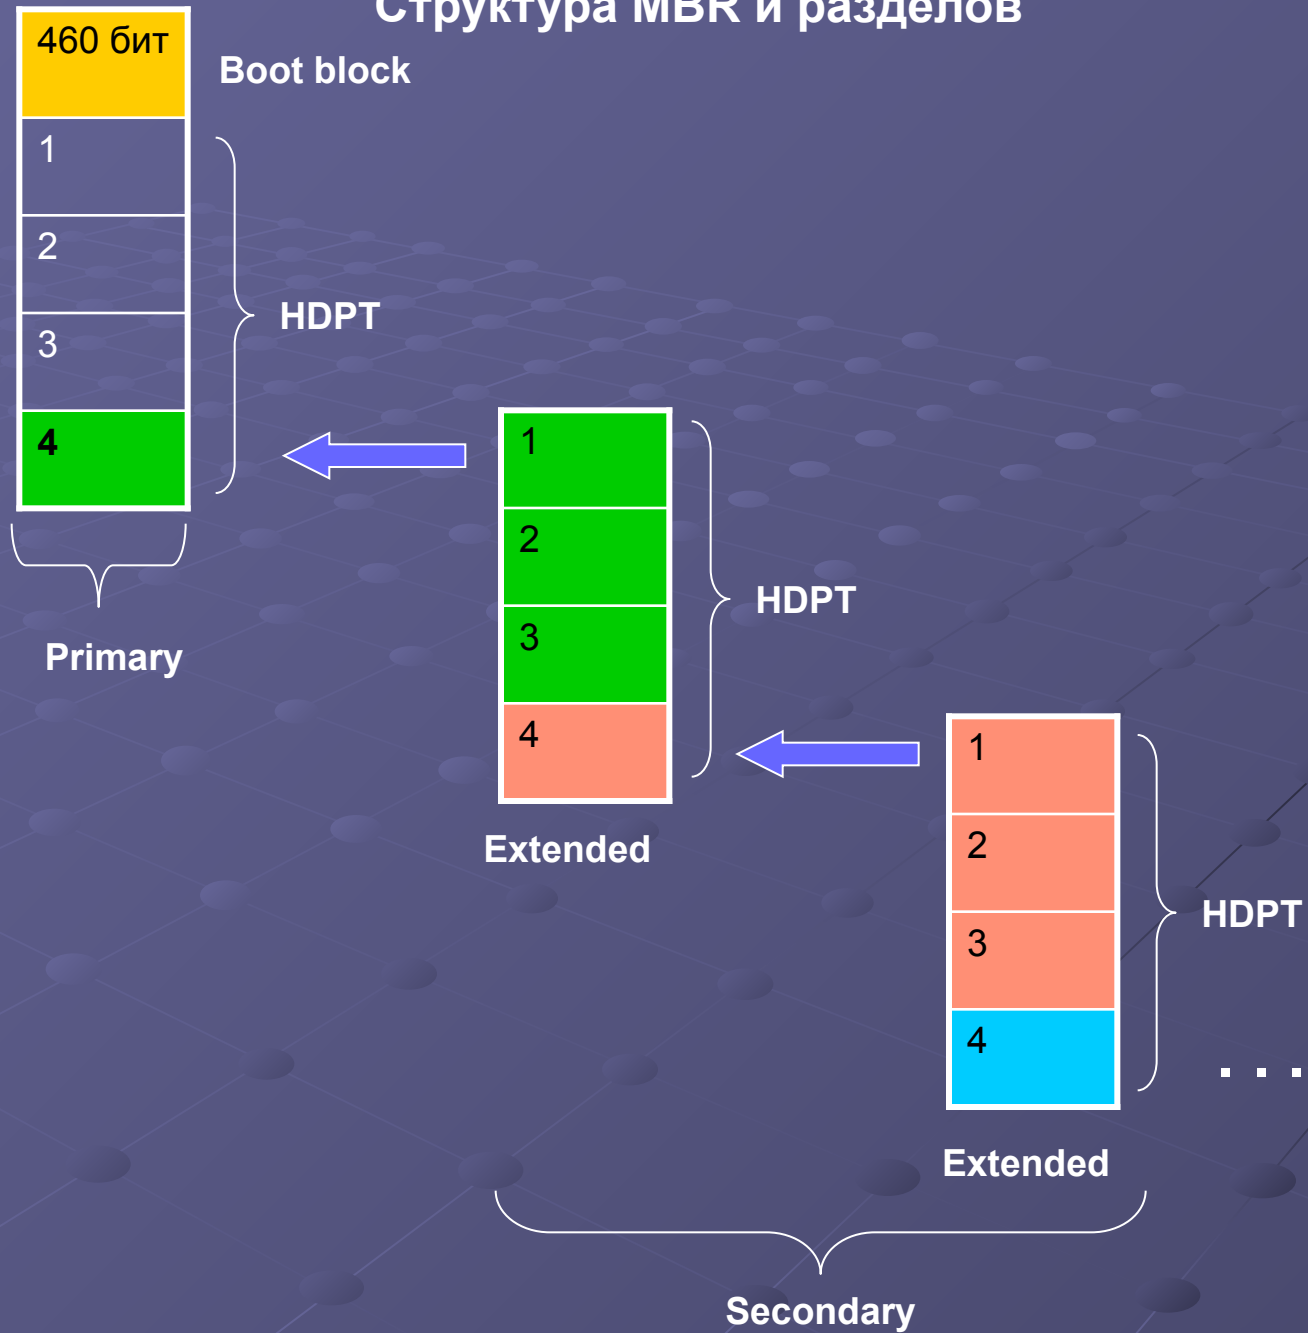 Структура MBR и разделов
460 бит
Boot block
1
2
3
4
HDPT
Primary
1
2
3
4
HDPT
Extended
1
2
3
4
HDPT
. . .
Extended
Secondary